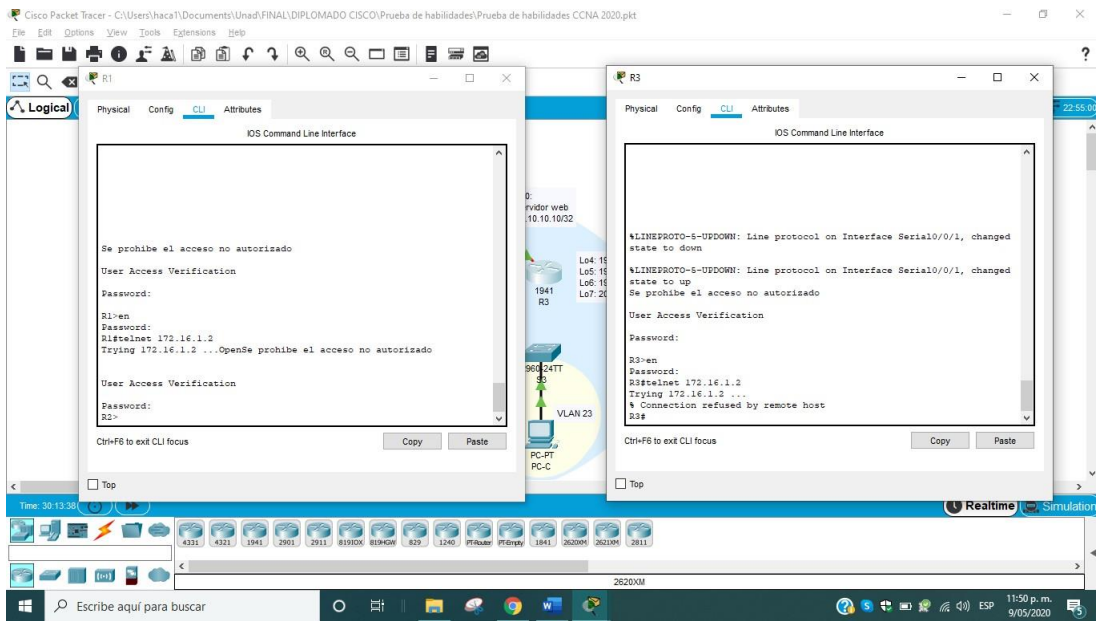 Cisco Packet Tracer - C:\Users\haca1\Documents\Unad\FINAL\DIPLOMADO CISCO\Prueba de habilidades\Prueba de habilidades CCNA 2020.pkt
File Edit Options View Tools Extensions Help
?
R1
R3
Logical
Physical Config CLI Attributes
Physical Config CLI Attributes
22:55:00
IOS Command Line Interface
Se prohibe el acceso no autorizado
User Access Verification
Password:
R1>en
Password:
R1#telnet 172.16.1.2
Trying 172.16.1.2 ...OpenSe prohibe el acceso no autorizado
User Access Verification
Password:
R2>
Ctrl+F6 to exit CLI focus
Copy Paste
Top
0:
rvidor web
10.10.10/32
Lo4: 19
Lo5: 19
Lo6: 19
Lo7: 20
1941
R3
960-24TT
S3
VLAN 23
PC-PT
PC-C
IOS Command Line Interface
%LINEPROTO-5-UPDOWN: Line protocol on Interface Serial0/0/1, changed
state to down
%LINEPROTO-5-UPDOWN: Line protocol on Interface Serial0/0/1, changed
state to up
Se prohibe el acceso no autorizado
User Access Verification
Password:
R3>en
Password:
R3#telnet 172.16.1.2
Trying 172.16.1.2 ...
% Connection refused by remote host
R3#
Ctrl+F6 to exit CLI focus
Copy Paste
Top
Time: 30:13:38
Realtime Simulation
4331 4321 1941 2901 2911 819IOX 819HGW 829 1240 PT-Router PT-Empty 1841 2620XM 2621XM 2811
2620XM
Escribe aquí para buscar
ESP
11:50 p. m.
9/05/2020